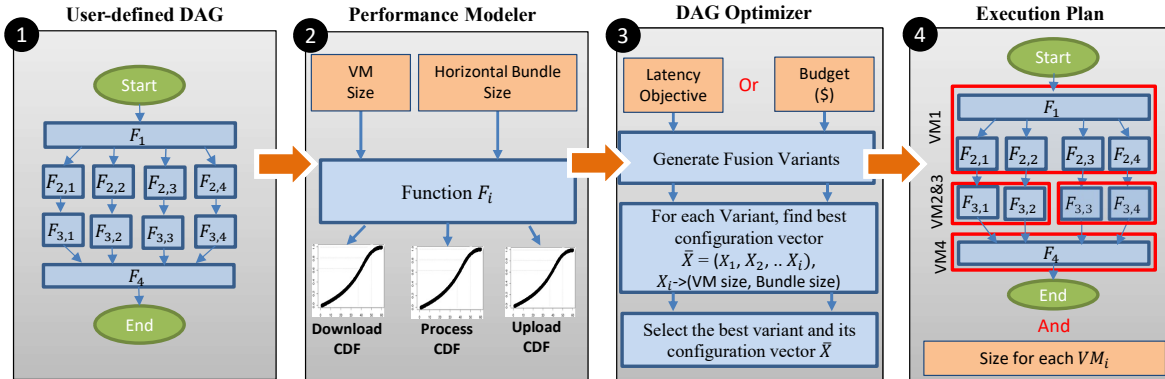 User-defined DAG
1
Start
F1
F2,1 F2,2 F2,3 F2,4
F3,1 F3,2 F3,3 F3,4
F4
End
Performance Modeler
2
VM
Size
Horizontal Bundle
Size
Function Fi
Download
CDF
Process
CDF
Upload
CDF
DAG Optimizer
3
Latency
Objective
Or
Budget
($)
Generate Fusion Variants
For each Variant, find best
configuration vector
X̄ = (X1, X2, .. Xi),
Xi->(VM size, Bundle size)
Select the best variant and its
configuration vector X̄
Execution Plan
4
Start
VM1
F1
F2,1 F2,2 F2,3 F2,4
VM2&3
F3,1 F3,2 F3,3 F3,4
VM4
F4
End
And
Size for each VMi